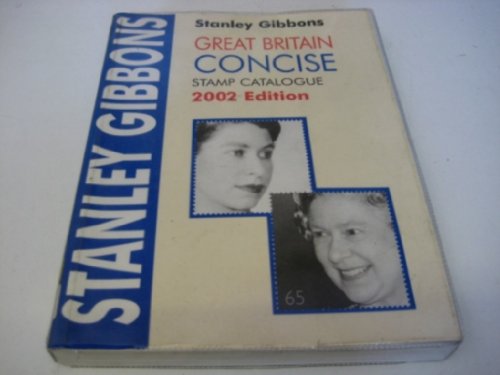 STANLEY GIBBONS
Stanley Gibbons
GREAT BRITAIN
CONCISE
STAMP CATALOGUE
2002 Edition
65